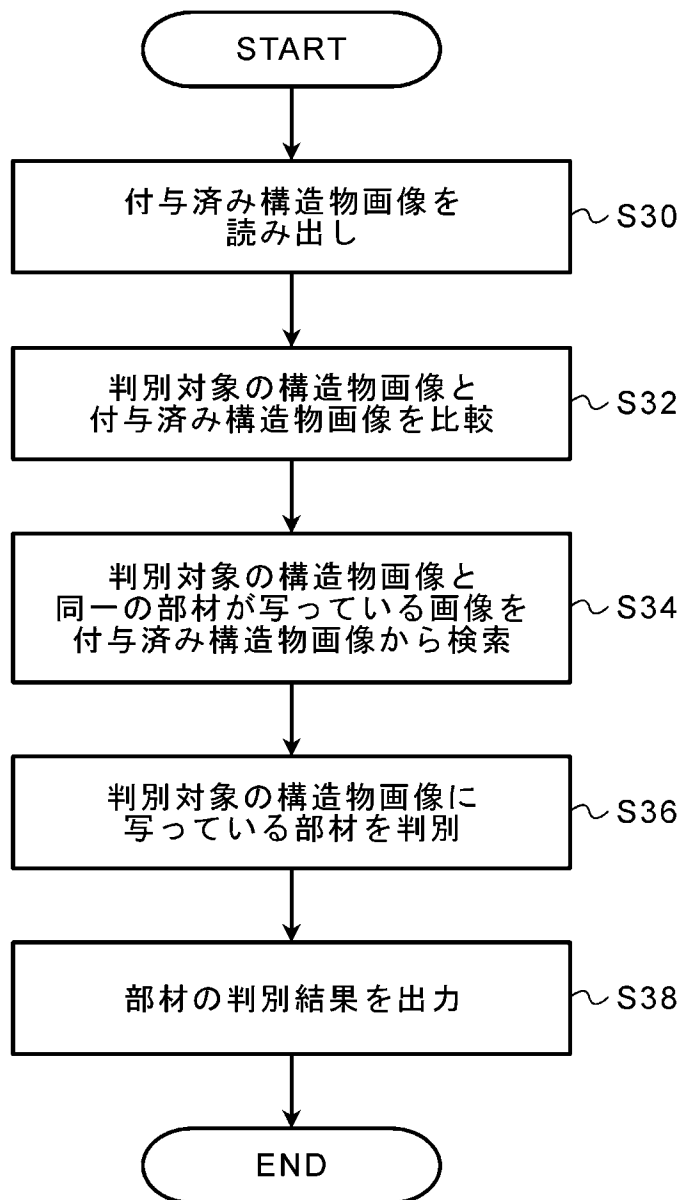 START
付与済み構造物画像を
読み出し
S30
判別対象の構造物画像と
付与済み構造物画像を比較
S32
判別対象の構造物画像と
同一の部材が写っている画像を
付与済み構造物画像から検索
S34
判別対象の構造物画像に
写っている部材を判別
S36
部材の判別結果を出力
S38
END